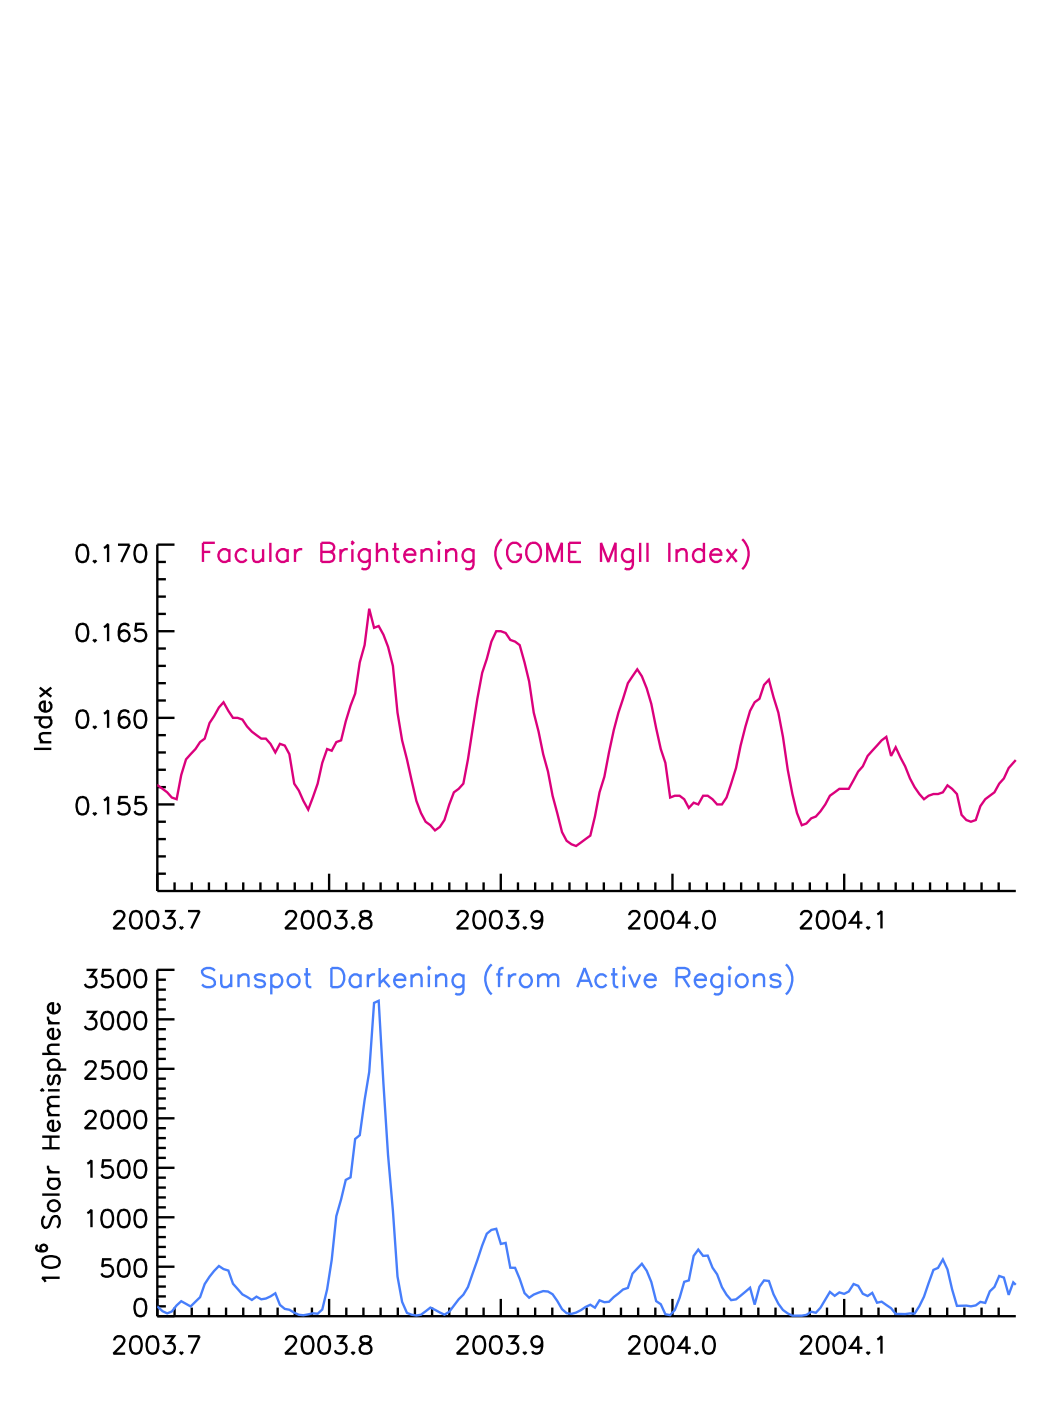 Facular Brightening (GOME MgII Index)
0.170
0.165
0.160
0.155
Index
2003.7 2003.8 2003.9 2004.0 2004.1
Sunspot Darkening (from Active Regions)
3500
3000
2500
2000
1500
1000
500
0
10⁶ Solar Hemisphere
2003.7 2003.8 2003.9 2004.0 2004.1